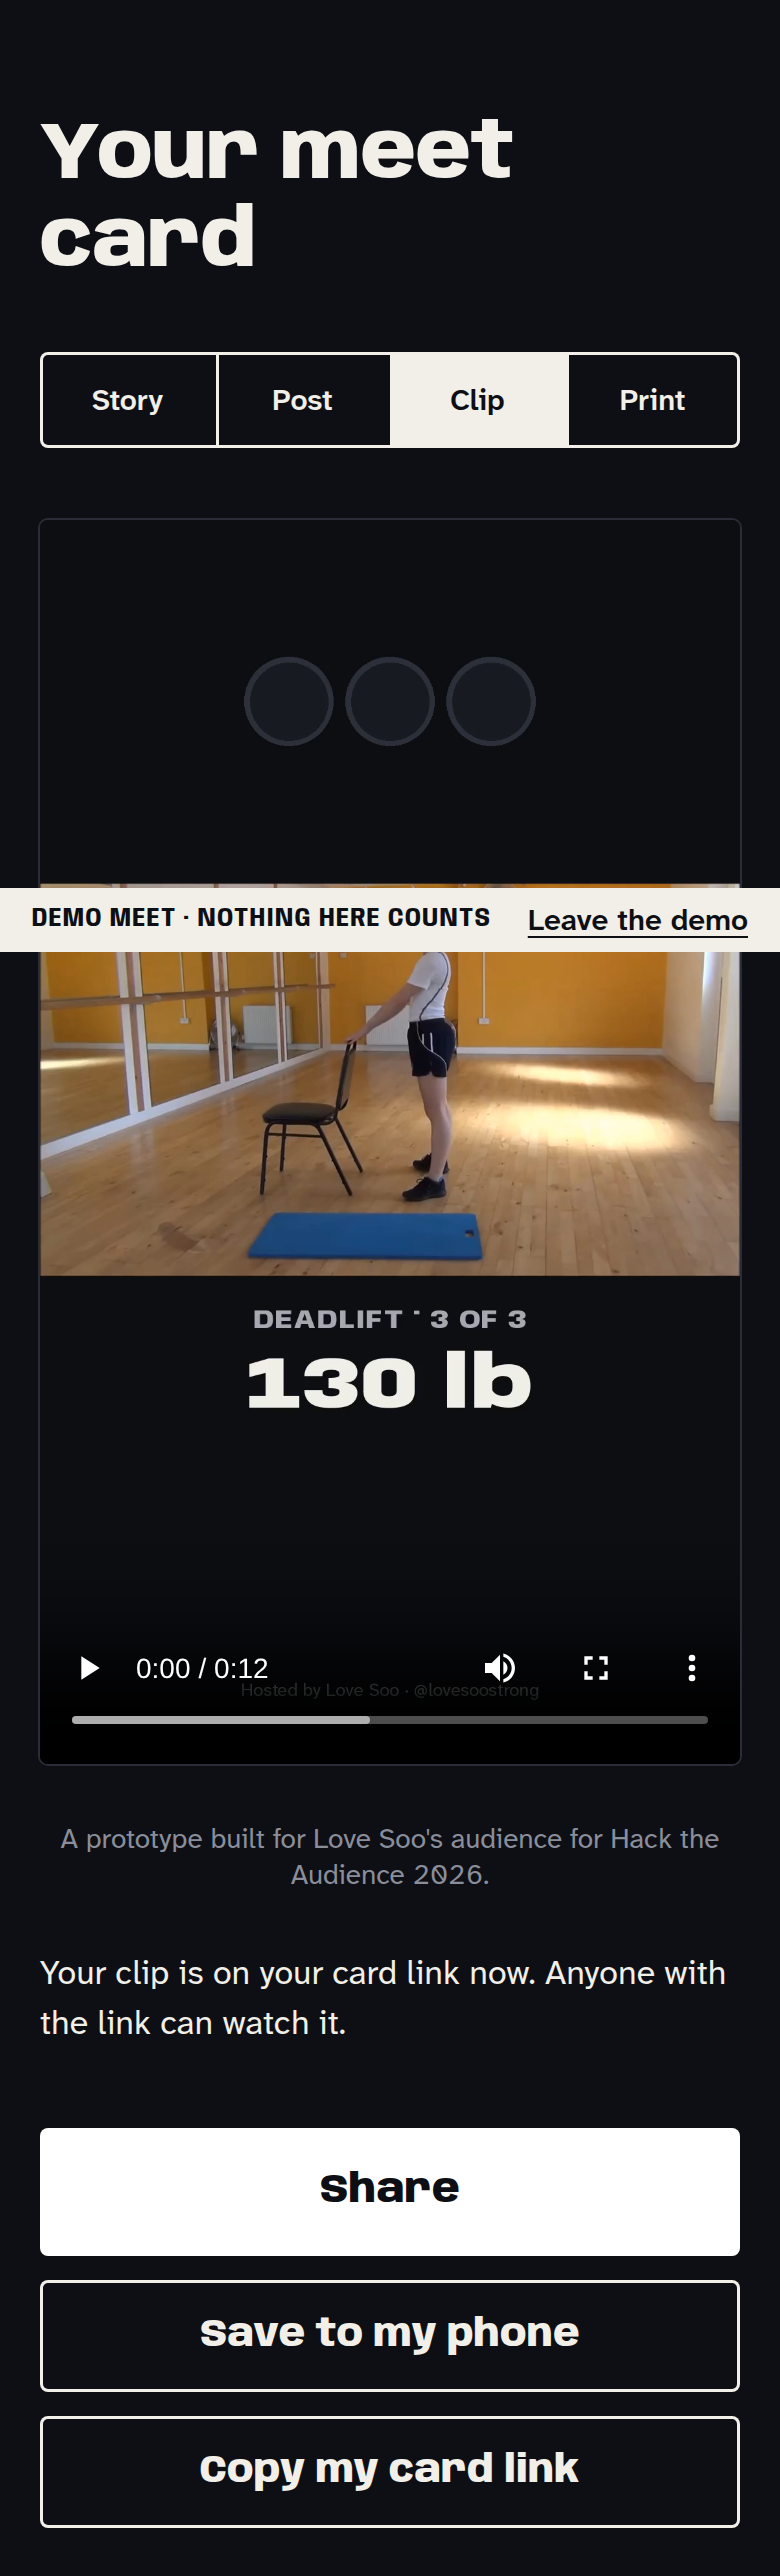 Your meet
card
Story Post Clip Print
DEMO MEET · NOTHING HERE COUNTS Leave the demo
DEADLIFT · 3 OF 3
130 lb
0:00 / 0:12
Hosted by Love Soo · @lovesoostrong
A prototype built for Love Soo's audience for Hack the
Audience 2026.
Your clip is on your card link now. Anyone with
the link can watch it.
Share
Save to my phone
Copy my card link